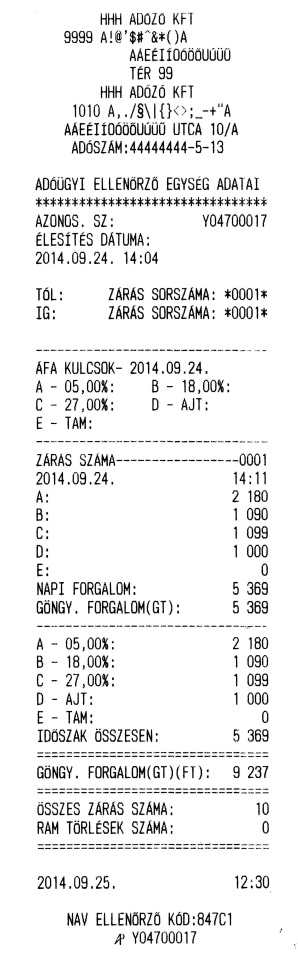 HHH ADÓZÓ KFT
9999 A!@'$#^&*()A
AÁEÉIÍOÓÖŐUÚÜŰ
TÉR 99
HHH ADÓZÓ KFT
1010 A,./§\|{}<>;_-+"A
AÁEÉIÍOÓÖŐUÚÜŰ UTCA 10/A
ADÓSZÁM:44444444-5-13
ADÓÜGYI ELLENŐRZŐ EGYSÉG ADATAI
*******************************
AZONOS. SZ: Y04700017
ÉLESÍTÉS DÁTUMA:
2014.09.24. 14:04
TÓL: ZÁRÁS SORSZÁMA: *0001*
IG: ZÁRÁS SORSZÁMA: *0001*
-------------------------------
ÁFA KULCSOK- 2014.09.24.
A - 05,00%: B - 18,00%:
C - 27,00%: D - AJT:
E - TAM:
-------------------------------
ZÁRÁS SZÁMA----------------0001
2014.09.24. 14:11
A: 2 180
B: 1 090
C: 1 099
D: 1 000
E: 0
NAPI FORGALOM: 5 369
GÖNGY. FORGALOM(GT): 5 369
-------------------------------
A - 05,00%: 2 180
B - 18,00%: 1 090
C - 27,00%: 1 099
D - AJT: 1 000
E - TAM: 0
IDŐSZAK ÖSSZESEN: 5 369
===============================
GÖNGY. FORGALOM(GT)(FT): 9 237
===============================
ÖSSZES ZÁRÁS SZÁMA: 10
RAM TÖRLÉSEK SZÁMA: 0
===============================
2014.09.25. 12:30
NAV ELLENŐRZŐ KÓD:847C1
AP Y04700017